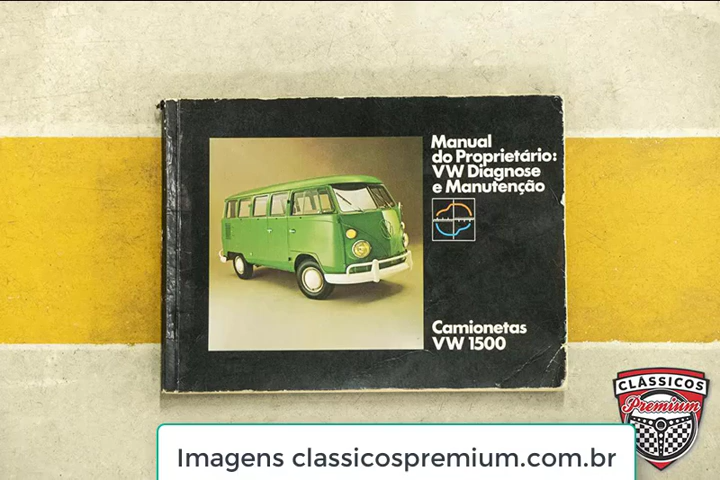 Manual
do Proprietário:
VW Diagnose
e Manutenção
Camionetas
VW 1500
CLÁSSICOS
Premium
Imagens classicospremium.com.br